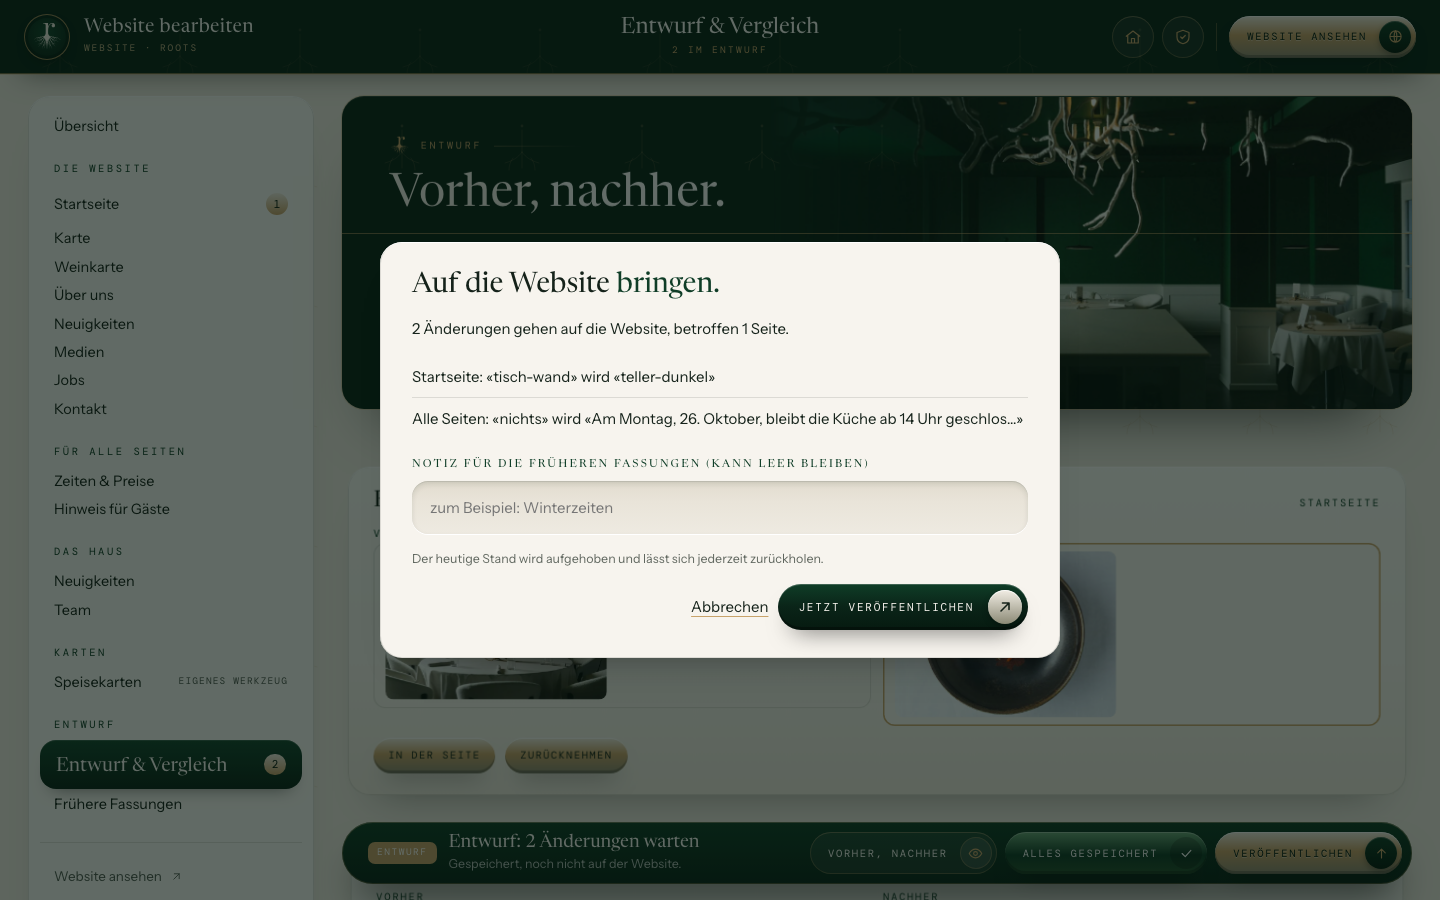 Website bearbeiten
WEBSITE · ROOTS
Entwurf & Vergleich
2 IM ENTWURF
WEBSITE ANSEHEN
Übersicht
DIE WEBSITE
Startseite 1
Karte
Weinkarte
Über uns
Neuigkeiten
Medien
Jobs
Kontakt
FÜR ALLE SEITEN
Zeiten & Preise
Hinweis für Gäste
DAS HAUS
Neuigkeiten
Team
KARTEN
Speisekarten EIGENES WERKZEUG
ENTWURF
Entwurf & Vergleich 2
Frühere Fassungen
Website ansehen
ENTWURF
Vorher, nachher.
Auf die Website bringen.
2 Änderungen gehen auf die Website, betroffen 1 Seite.
Startseite: «tisch-wand» wird «teller-dunkel»
Alle Seiten: «nichts» wird «Am Montag, 26. Oktober, bleibt die Küche ab 14 Uhr geschlos…»
NOTIZ FÜR DIE FRÜHEREN FASSUNGEN (KANN LEER BLEIBEN)
zum Beispiel: Winterzeiten
Der heutige Stand wird aufgehoben und lässt sich jederzeit zurückholen.
Abbrechen
JETZT VERÖFFENTLICHEN
STARTSEITE
IN DER SEITE
ZURÜCKNEHMEN
ENTWURF
Entwurf: 2 Änderungen warten
Gespeichert, noch nicht auf der Website.
VORHER, NACHHER
ALLES GESPEICHERT
VERÖFFENTLICHEN
VORHER
NACHHER